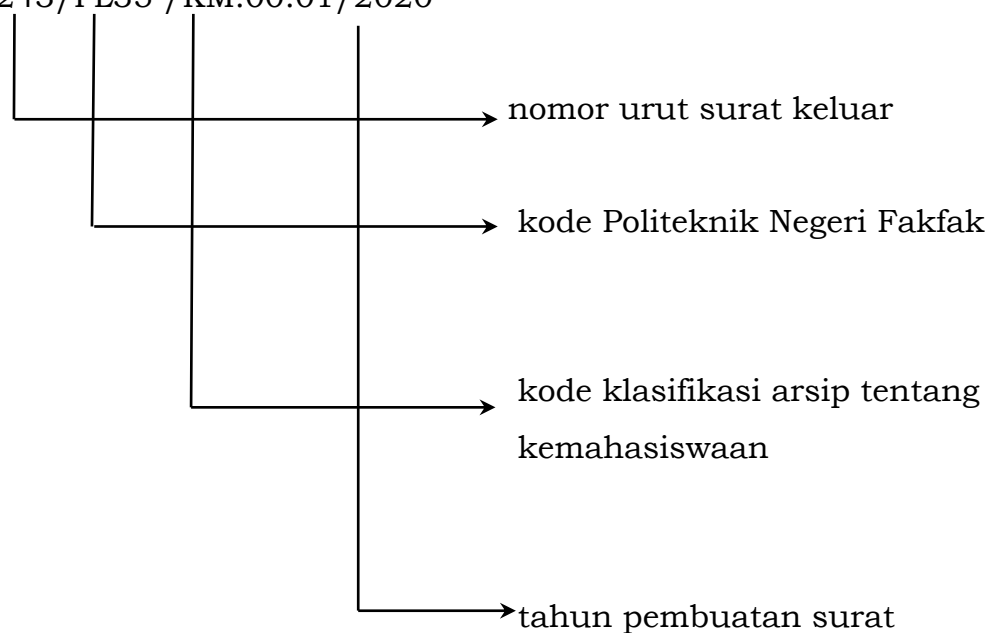 /KM.00.01/2020
nomor urut surat keluar
kode Politeknik Negeri Fakfak
kode klasifikasi arsip tentang
kemahasiswaan
tahun pembuatan surat